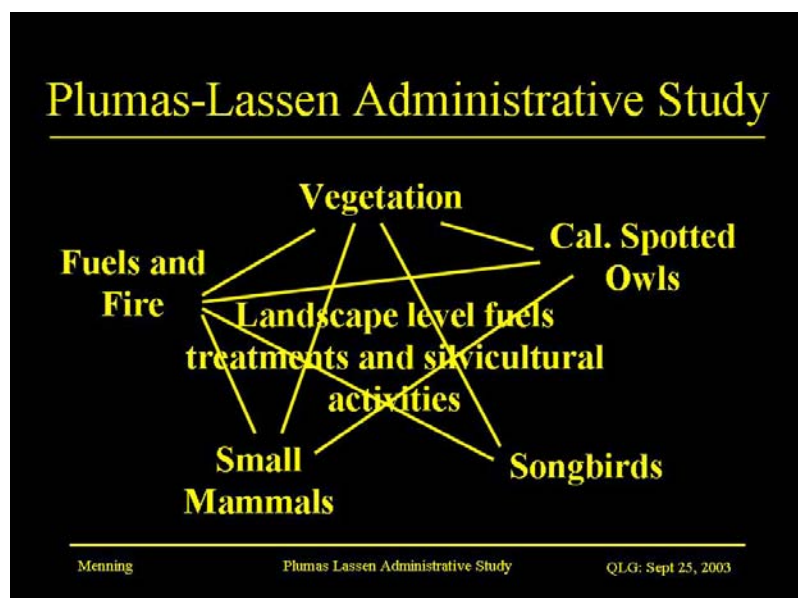 Plumas-Lassen Administrative Study
Vegetation
Cal. Spotted
Owls
Fuels and
Fire
Landscape level fuels
treatments and silvicultural
activities
Small
Mammals
Songbirds
Menning
Plumas Lassen Administrative Study
QLG: Sept 25, 2003